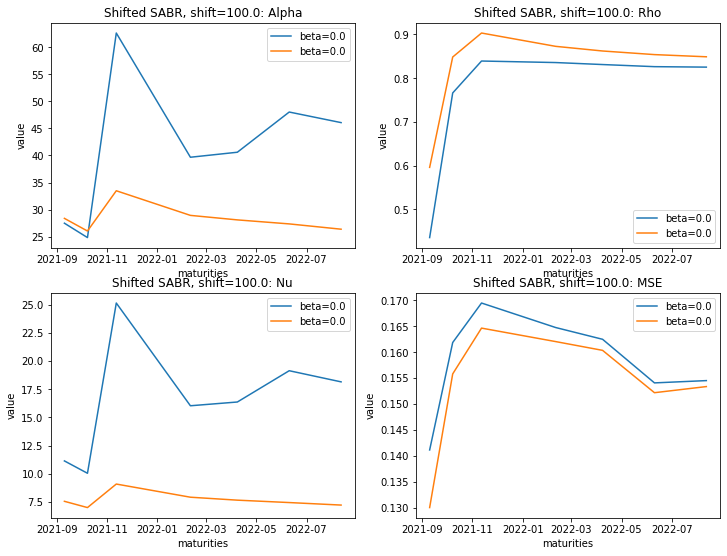 Shifted SABR, shift=100.0: Alpha
beta=0.0
beta=0.0
60
55
50
45
40
35
30
25
value
2021-09 2021-11 2022-01 2022-03 2022-05 2022-07
maturities
Shifted SABR, shift=100.0: Rho
0.9
0.8
0.7
0.6
0.5
value
beta=0.0
beta=0.0
2021-09 2021-11 2022-01 2022-03 2022-05 2022-07
maturities
Shifted SABR, shift=100.0: Nu
beta=0.0
beta=0.0
25.0
22.5
20.0
17.5
15.0
12.5
10.0
7.5
value
2021-09 2021-11 2022-01 2022-03 2022-05 2022-07
maturities
Shifted SABR, shift=100.0: MSE
beta=0.0
beta=0.0
0.170
0.165
0.160
0.155
0.150
0.145
0.140
0.135
0.130
value
2021-09 2021-11 2022-01 2022-03 2022-05 2022-07
maturities